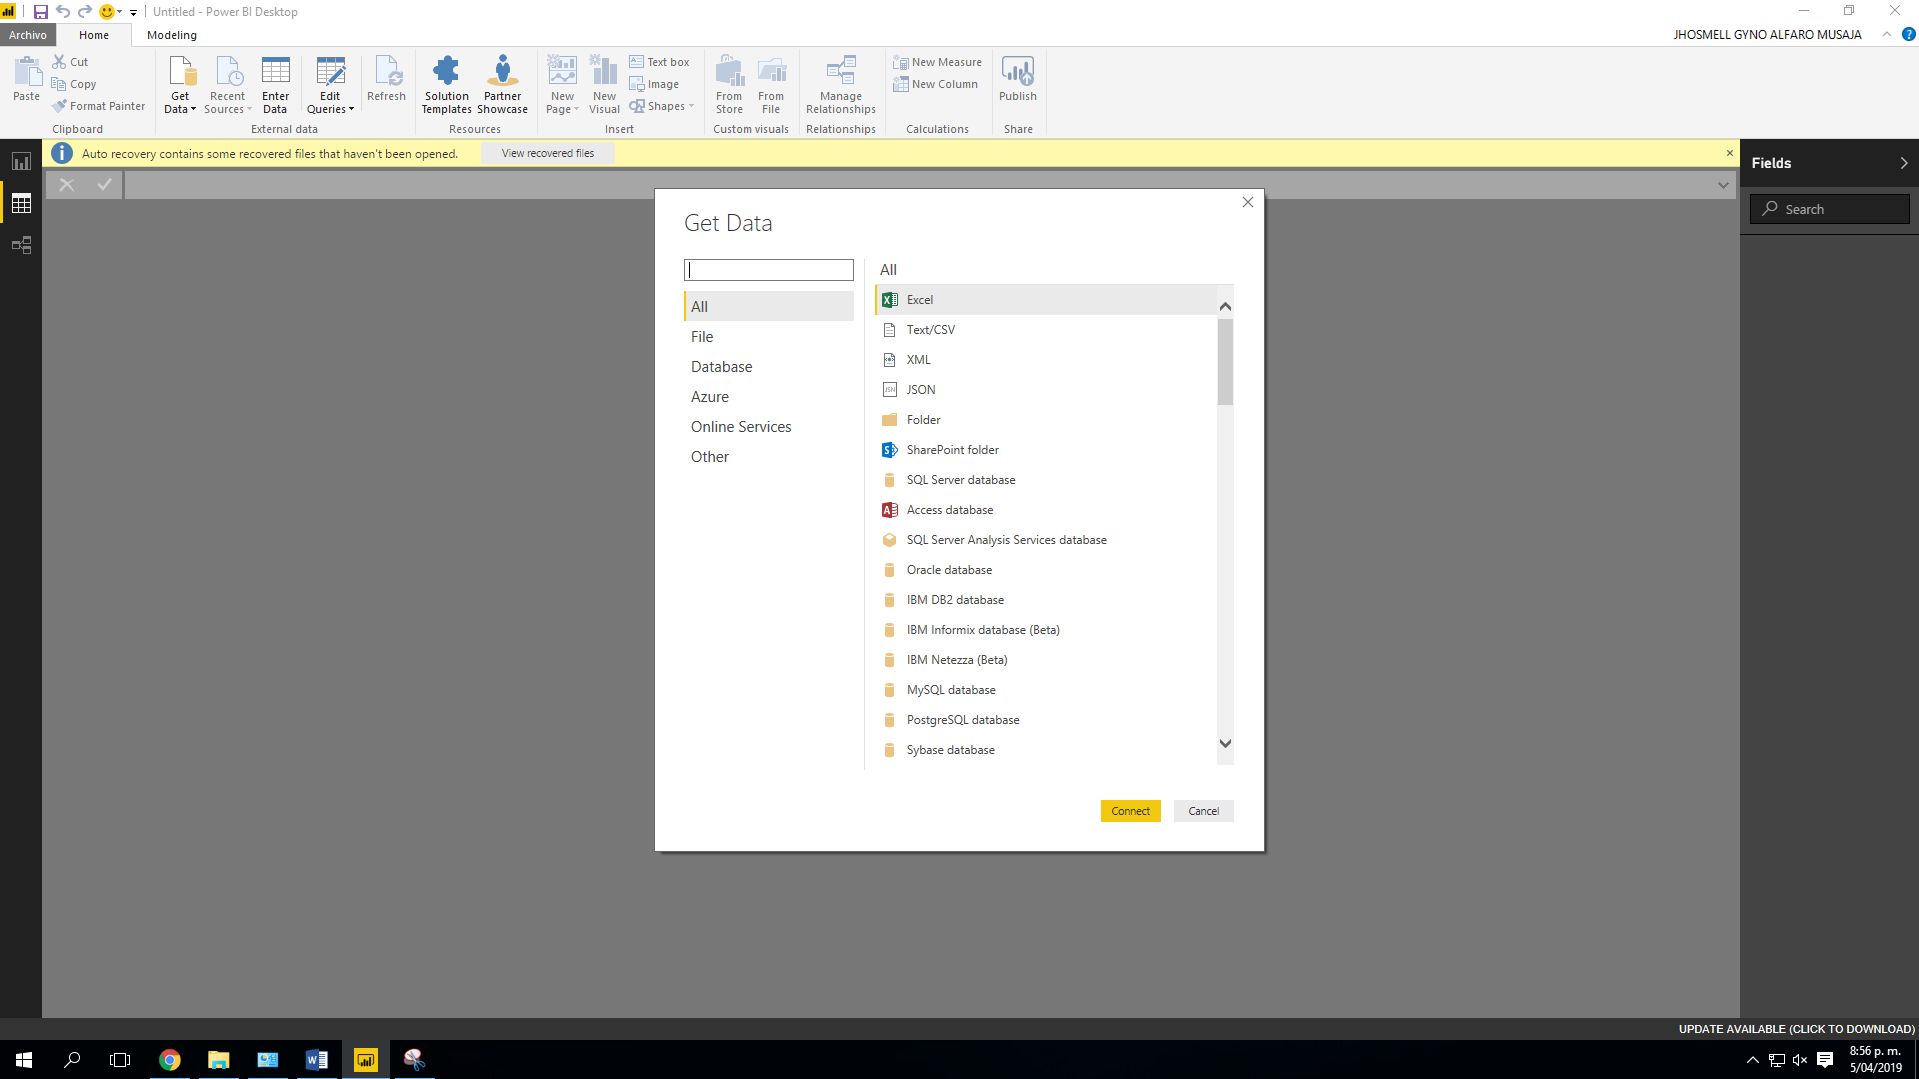 Untitled - Power BI Desktop
Archivo
Home
Modeling
JHOSMELL GYNO ALFARO MUSAJA
Paste
Cut
Copy
Format Painter
Clipboard
Get Data
Recent Sources
Enter Data
Edit Queries
Refresh
External data
Solution Templates
Partner Showcase
Resources
New Page
New Visual
Text box
Image
Shapes
Insert
From Store
From File
Custom visuals
Manage Relationships
Relationships
New Measure
New Column
Calculations
Publish
Share
Auto recovery contains some recovered files that haven't been opened.
View recovered files
Fields
Search
Get Data
All
File
Database
Azure
Online Services
Other
All
Excel
Text/CSV
XML
JSON
Folder
SharePoint folder
SQL Server database
Access database
SQL Server Analysis Services database
Oracle database
IBM DB2 database
IBM Informix database (Beta)
IBM Netezza (Beta)
MySQL database
PostgreSQL database
Sybase database
Connect
Cancel
UPDATE AVAILABLE (CLICK TO DOWNLOAD)
8:56 p. m.
5/04/2019